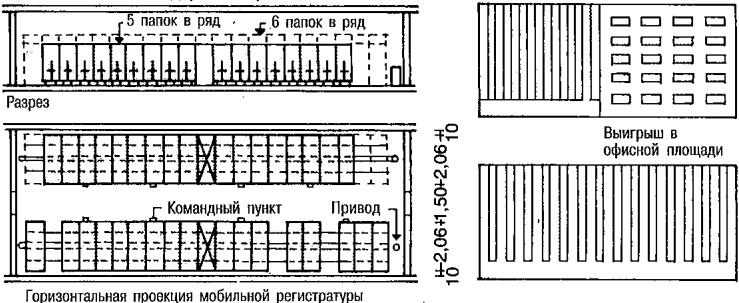 5 папок в ряд
6 папок в ряд
Разрез
Командный пункт
Привод
10+2,06+1,50+2,06+10
Выигрыш в
офисной площади
Горизонтальная проекция мобильной регистратуры